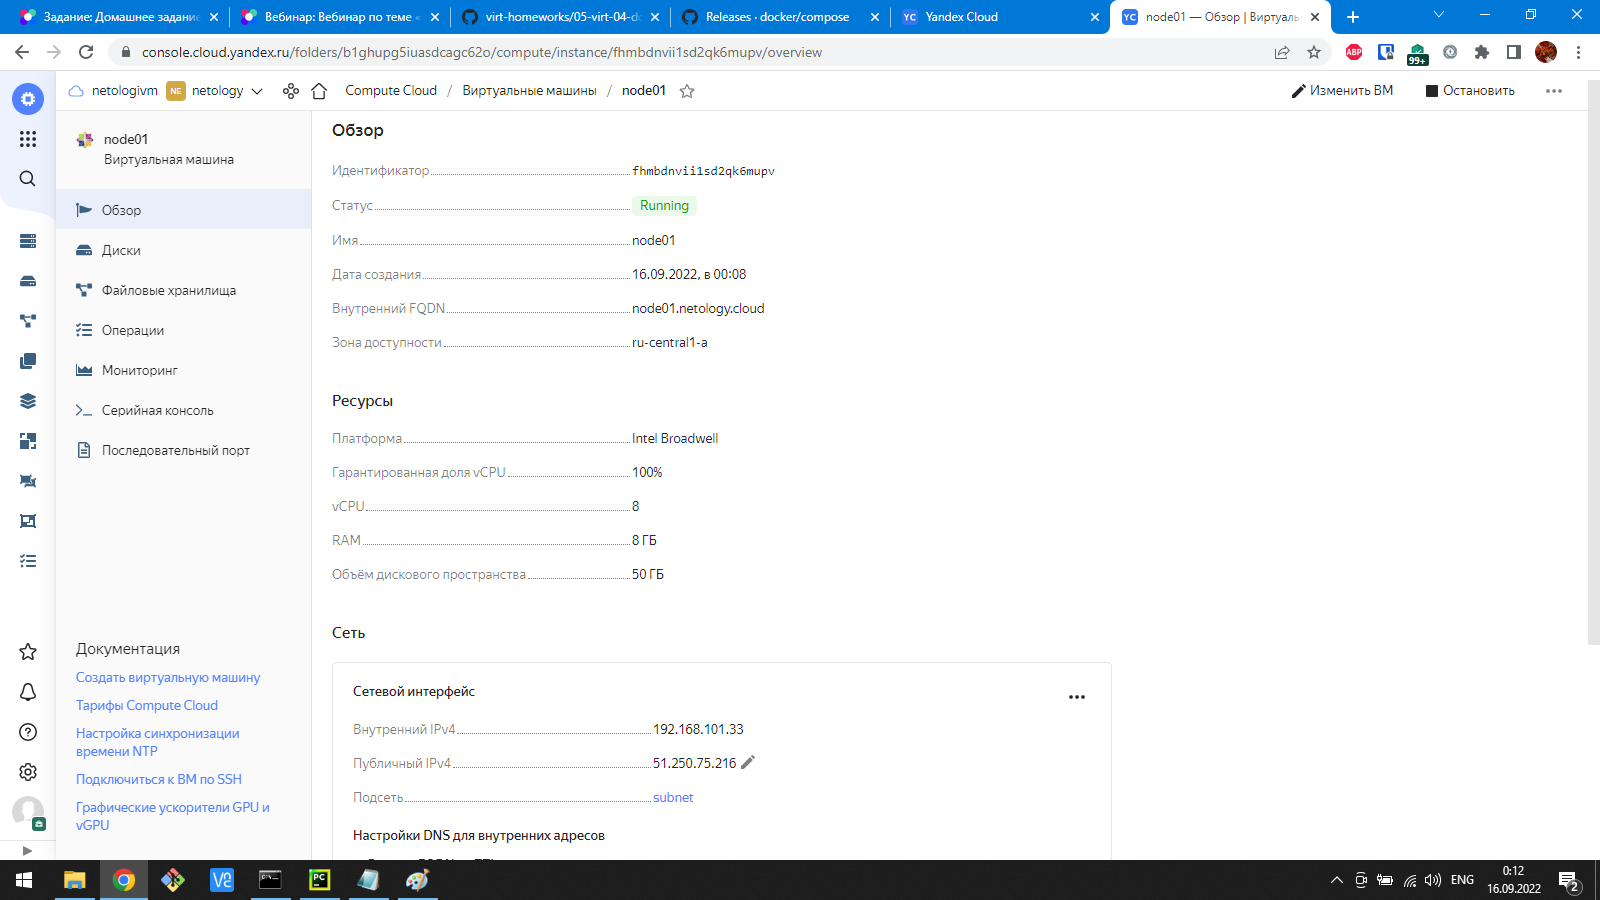 Задание: Домашнее задание
Вебинар: Вебинар по теме «
virt-homeworks/05-virt-04-do
Releases · docker/compose
YC Yandex Cloud
YC node01 — Обзор | Виртуаль
console.cloud.yandex.ru/folders/b1ghupg5iuasdcagc62o/compute/instance/fhmbdnvii1sd2qk6mupv/overview
ABP
99+
netologivm NE netology Compute Cloud / Виртуальные машины / node01
Изменить ВМ
Остановить
node01
Виртуальная машина
Обзор
Диски
Файловые хранилища
Операции
Мониторинг
Серийная консоль
Последовательный порт
Документация
Создать виртуальную машину
Тарифы Compute Cloud
Настройка синхронизации
времени NTP
Подключиться к ВМ по SSH
Графические ускорители GPU и
vGPU
Обзор
Идентификатор fhmbdnvii1sd2qk6mupv
Статус Running
Имя node01
Дата создания 16.09.2022, в 00:08
Внутренний FQDN node01.netology.cloud
Зона доступности ru-central1-a
Ресурсы
Платформа Intel Broadwell
Гарантированная доля vCPU 100%
vCPU 8
RAM 8 ГБ
Объём дискового пространства 50 ГБ
Сеть
Сетевой интерфейс
Внутренний IPv4 192.168.101.33
Публичный IPv4 51.250.75.216
Подсеть subnet
Настройки DNS для внутренних адресов
PC
ENG
0:12
16.09.2022
2